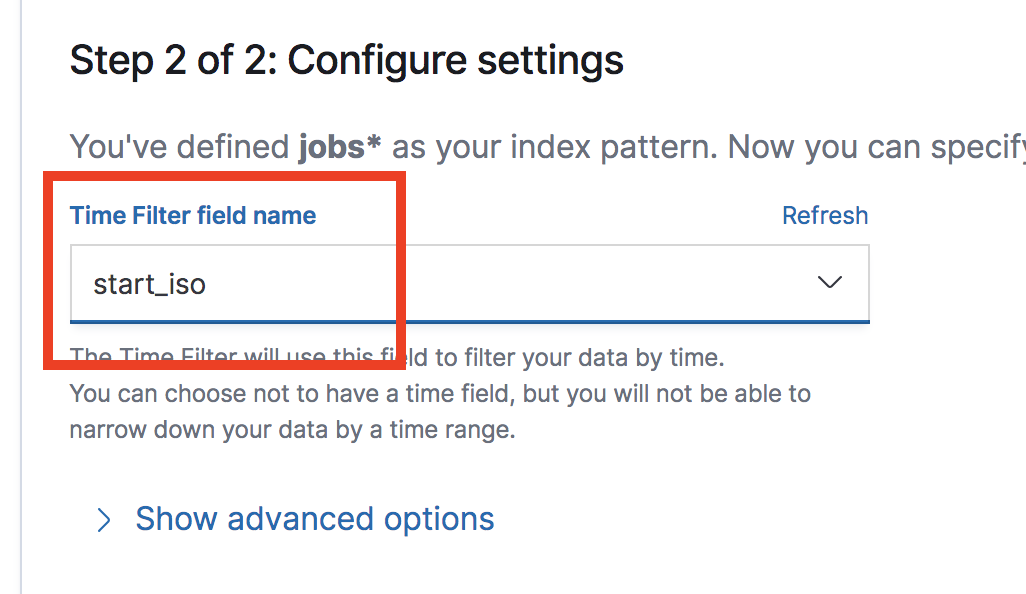 Step 2 of 2: Configure settings
You've defined jobs* as your index pattern. Now you can specify
Time Filter field name
Refresh
start_iso
The Time Filter will use this field to filter your data by time.
You can choose not to have a time field, but you will not be able to
narrow down your data by a time range.
Show advanced options